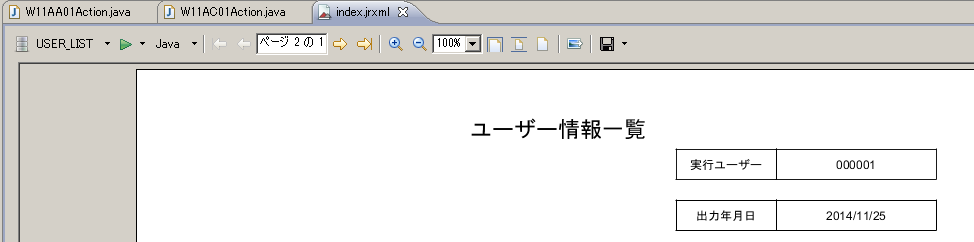 W11AA01Action.java W11AC01Action.java index.jrxml
USER_LIST Java ページ 2 の 1 100%
ユーザー情報一覧
実行ユーザー 000001
出力年月日 2014/11/25